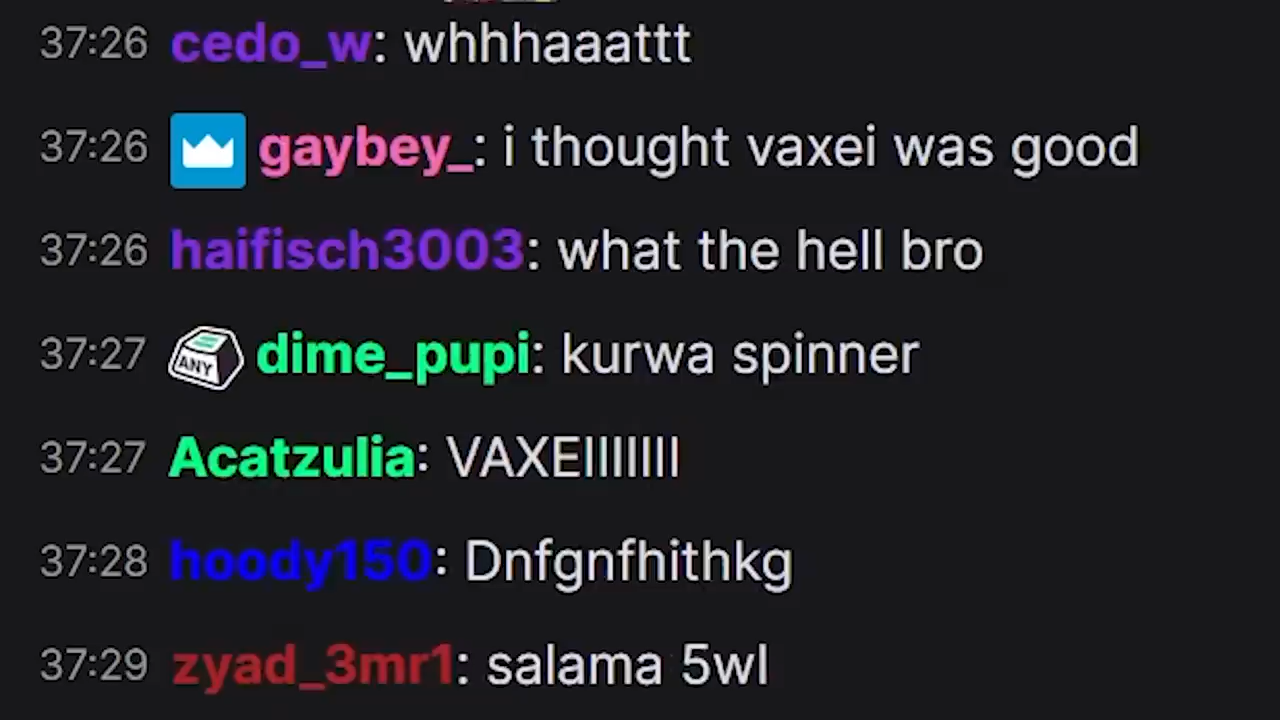 37:26 cedo_w: whhhaaattt
37:26 gaybey_: i thought vaxei was good
37:26 haifisch3003: what the hell bro
37:27 ANY dime_pupi: kurwa spinner
37:27 Acatzulia: VAXEIIIIIII
37:28 hoody150: Dnfgnfhithkg
37:29 zyad_3mr1: salama 5wl